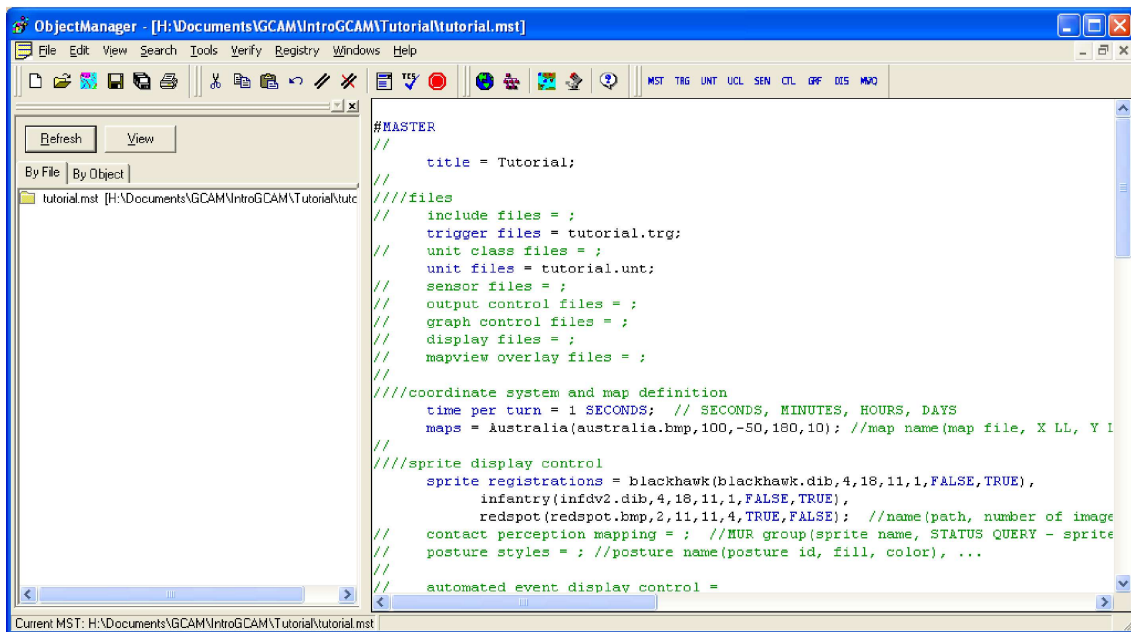 ObjectManager - [H:\Documents\GCAM\IntroGCAM\Tutorial\tutorial.mst]
File Edit View Search Tools Verify Registry Windows Help
MST TRG UNT UCL SEN CTL GRF DIS MWO
Refresh View
By File By Object
tutorial.mst [H:\Documents\GCAM\IntroGCAM\Tutorial\tuto
#MASTER
//
title = Tutorial;
//
////files
// include files = ;
trigger files = tutorial.trg;
// unit class files = ;
unit files = tutorial.unt;
// sensor files = ;
// output control files = ;
// graph control files = ;
// display files = ;
// mapview overlay files = ;
//
////coordinate system and map definition
time per turn = 1 SECONDS; // SECONDS, MINUTES, HOURS, DAYS
maps = Australia(australia.bmp,100,-50,180,10); //map name(map file, X LL, Y L
//
////sprite display control
sprite registrations = blackhawk(blackhawk.dib,4,18,11,1,FALSE,TRUE),
infantry(infdv2.dib,4,18,11,1,FALSE,TRUE),
redspot(redspot.bmp,2,11,11,4,TRUE,FALSE); //name(path, number of image
// contact perception mapping = ; //MUR group(sprite name, STATUS QUERY - sprite
// posture styles = ; //posture name(posture id, fill, color), ...
//
// automated event display control =
Current MST: H:\Documents\GCAM\IntroGCAM\Tutorial\tutorial.mst